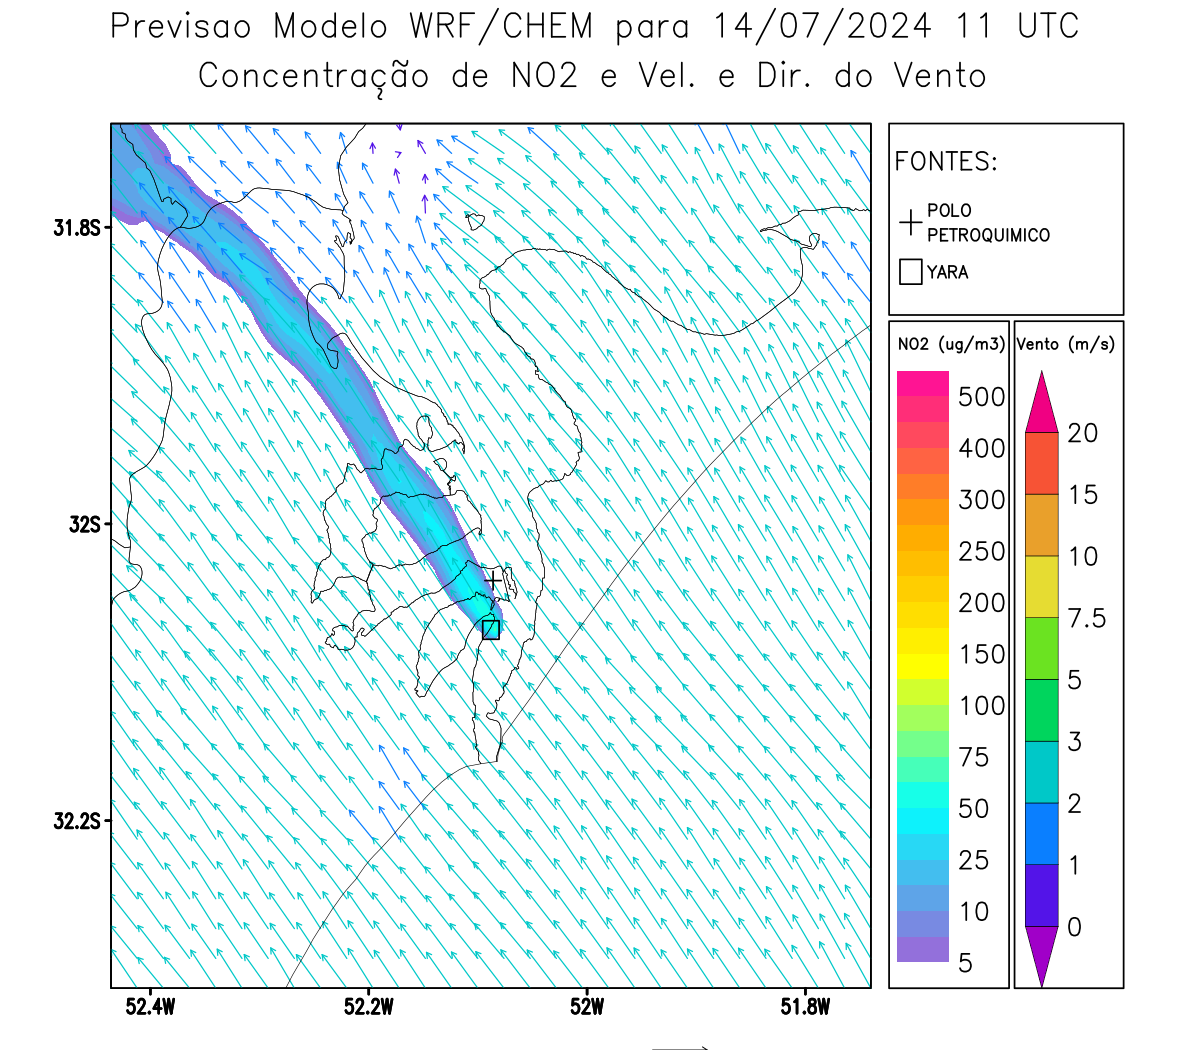 Previsao Modelo WRF/CHEM para 14/07/2024 11 UTC
Concentração de NO2 e Vel. e Dir. do Vento
FONTES:
POLO
PETROQUIMICO
YARA
NO2 (ug/m3)
500
400
300
250
200
150
100
75
50
25
10
5
Vento (m/s)
20
15
10
7.5
5
3
2
1
0
31.8S
32S
32.2S
52.4W
52.2W
52W
51.8W